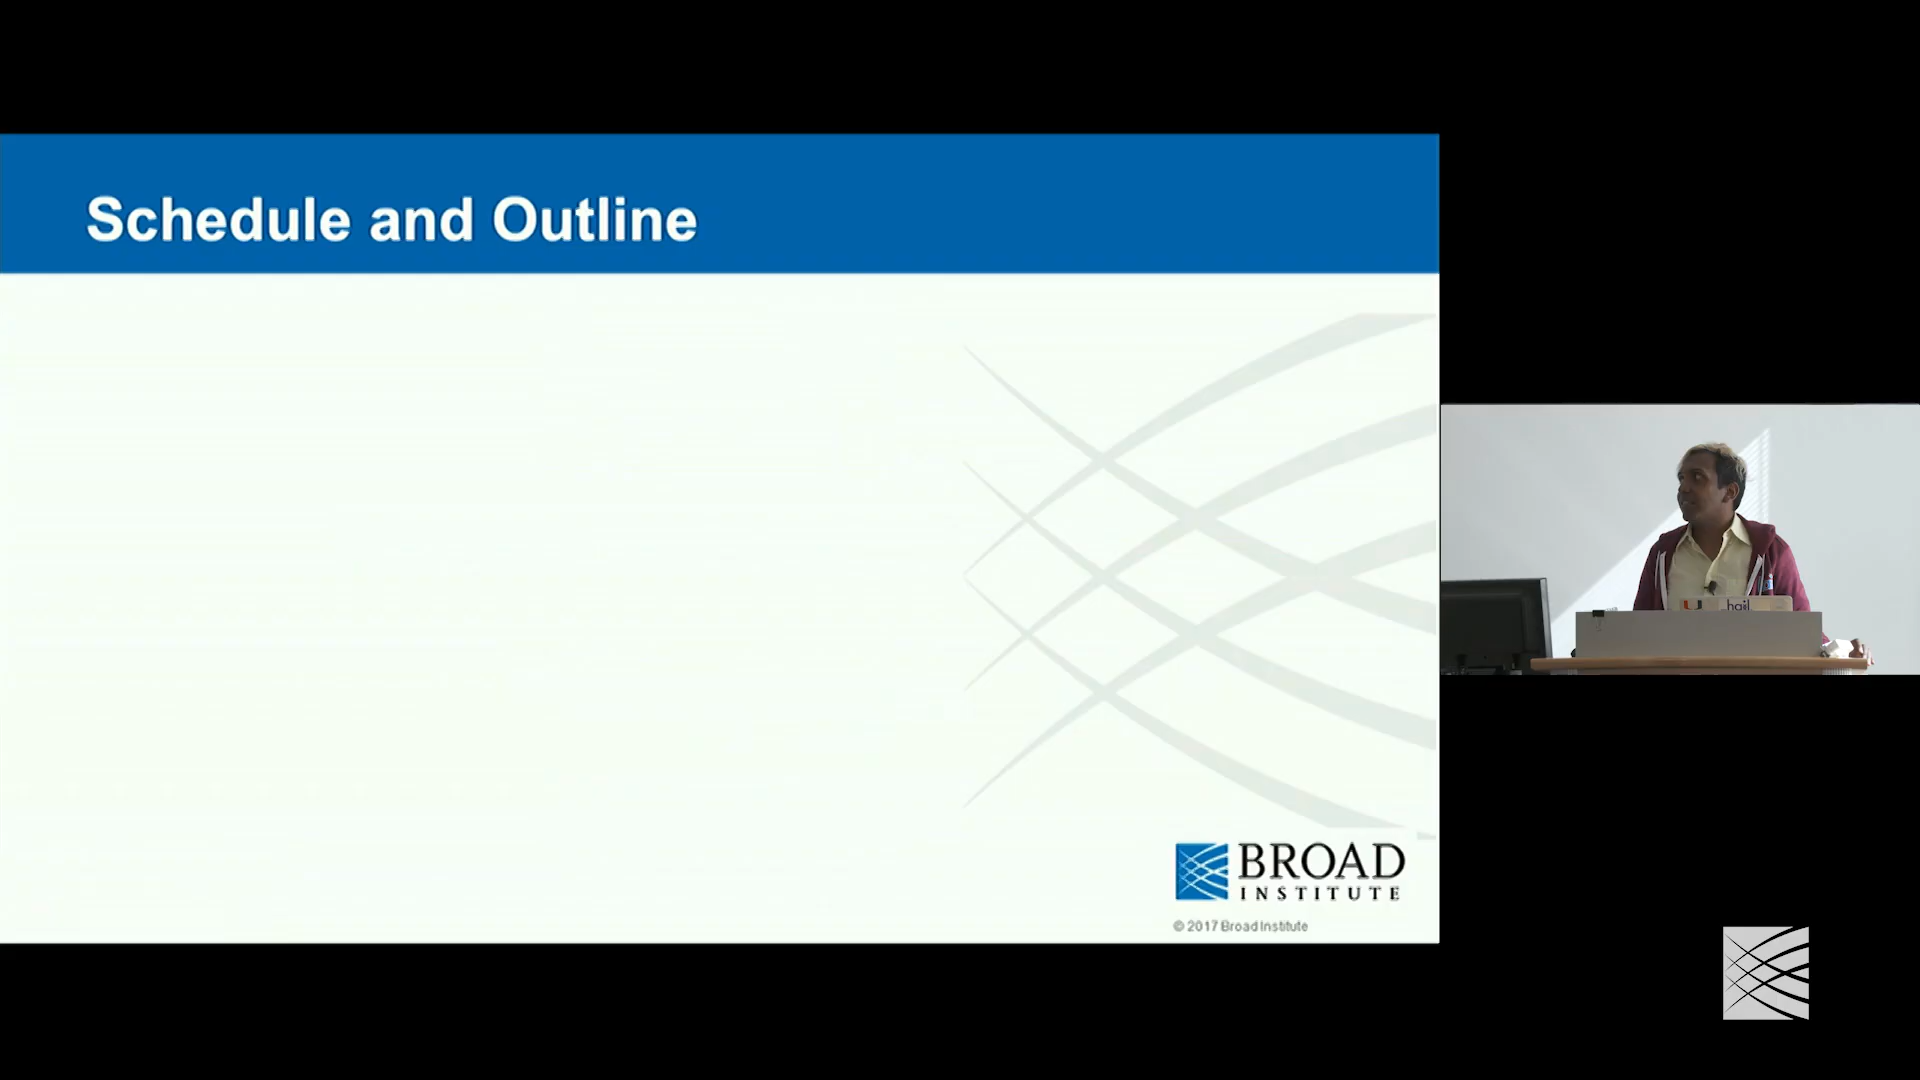 Schedule and Outline
BROAD
INSTITUTE
© 2017 Broad Institute
hail